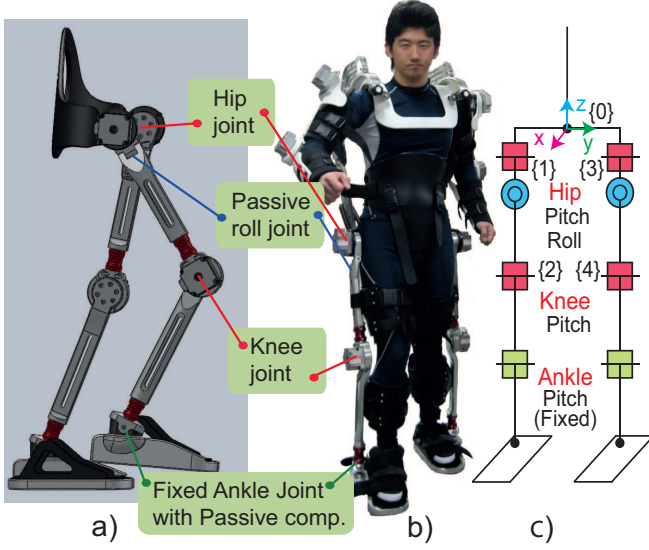 Hip
joint
Passive
roll joint
Knee
joint
Fixed Ankle Joint
with Passive comp.
a)
b)
z
{0}
x
y
{1}
{3}
Hip
Pitch
Roll
{2}
{4}
Knee
Pitch
Ankle
Pitch
(Fixed)
c)